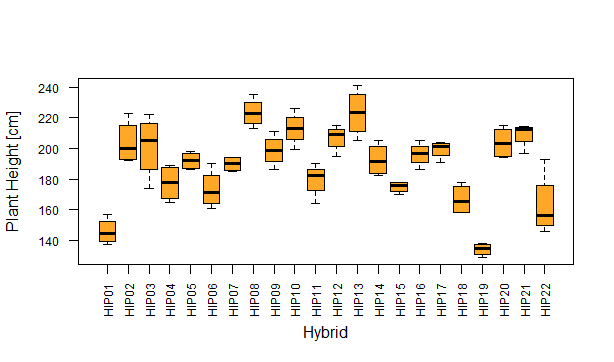 Plant Height [cm]
240
220
200
180
160
140
HIP01
HIP02
HIP03
HIP04
HIP05
HIP06
HIP07
HIP08
HIP09
HIP10
HIP11
HIP12
HIP13
HIP14
HIP15
HIP16
HIP17
HIP18
HIP19
HIP20
HIP21
HIP22
Hybrid